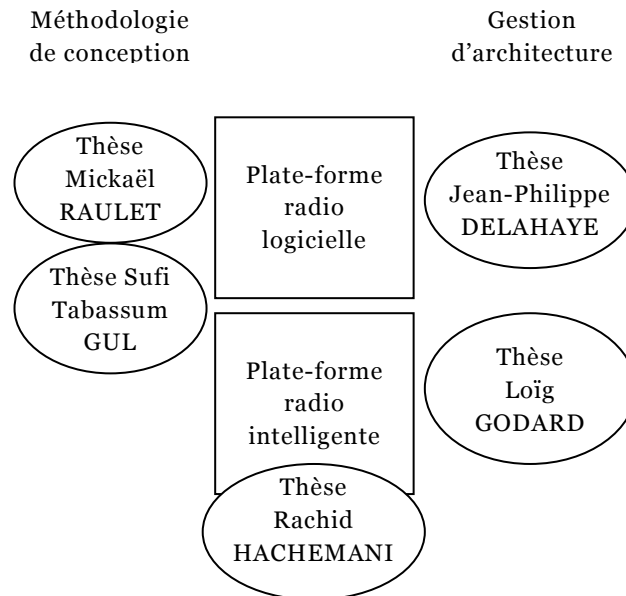 Méthodologie
de conception
Gestion
d’architecture
Thèse
Mickaël
RAULET
Thèse Sufi
Tabassum
GUL
Plate-forme
radio
logicielle
Thèse
Jean-Philippe
DELAHAYE
Plate-forme
radio
intelligente
Thèse
Loïg
GODARD
Thèse
Rachid
HACHEMANI